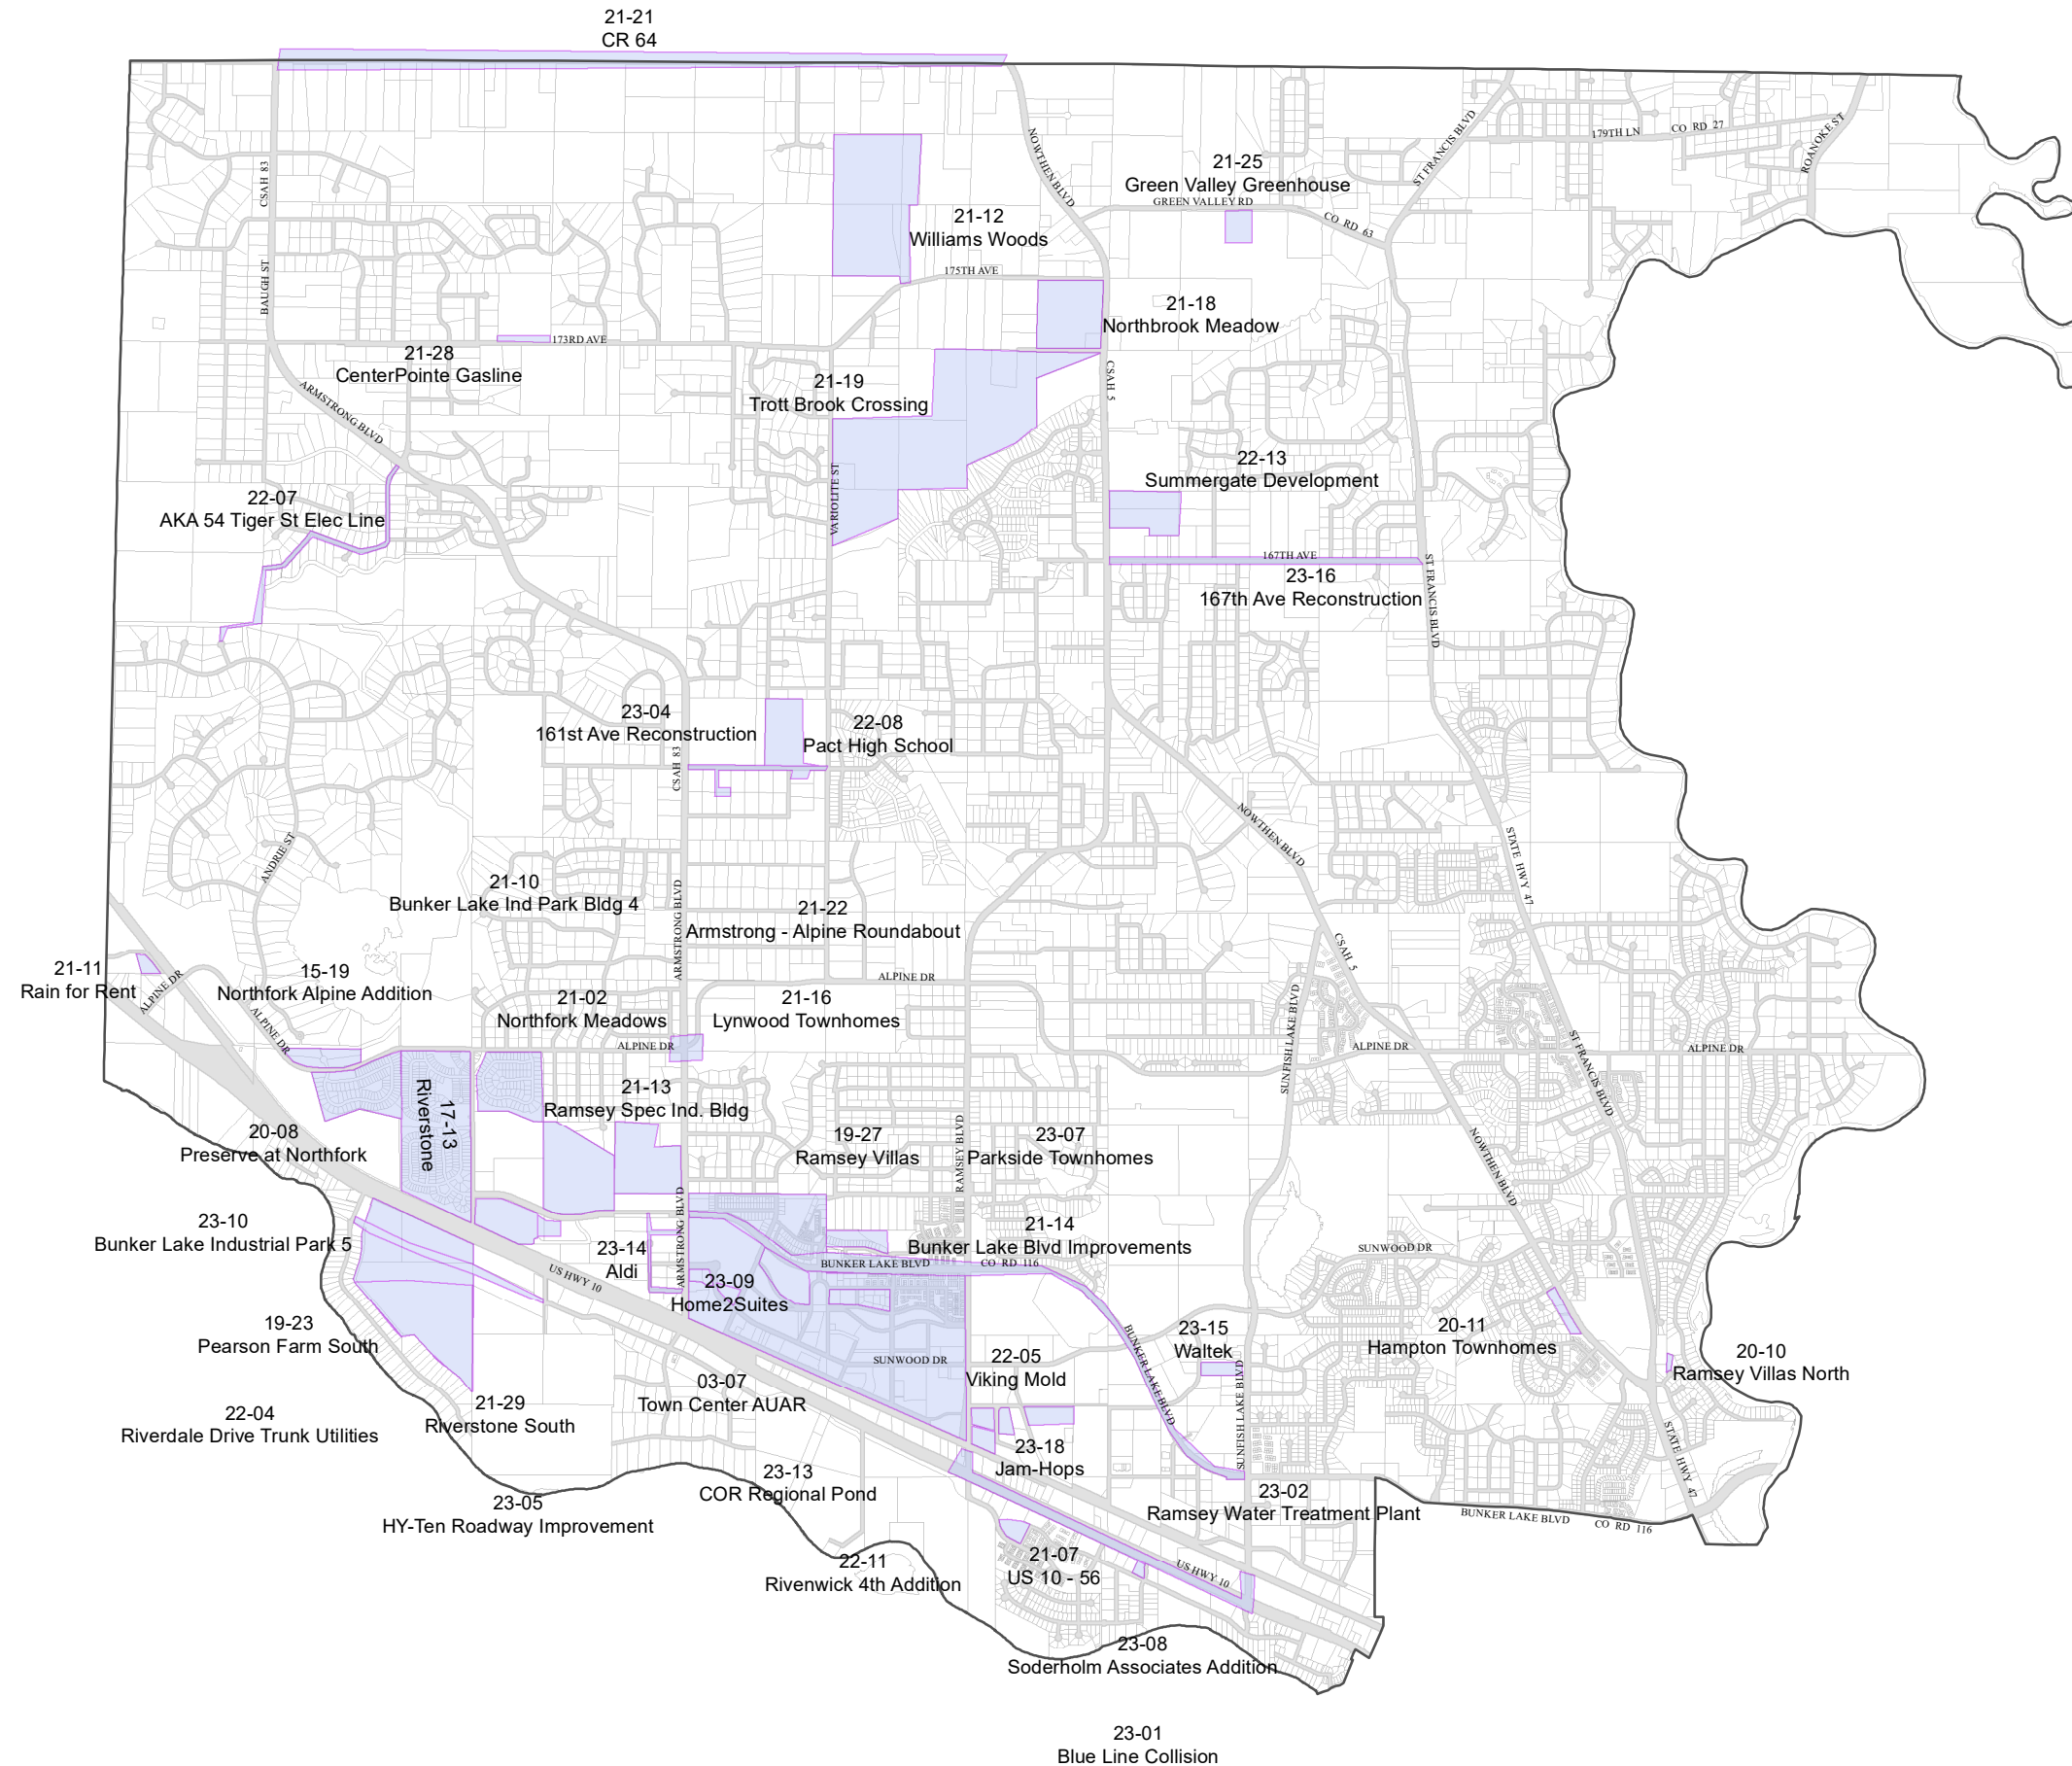 21-21
CR 64
179TH LN
CO RD 27
ROANOKE ST
ST FRANCIS BLVD
NOWTHEN BLVD
CSAH 83
21-25
Green Valley Greenhouse
GREEN VALLEY RD
CO RD 63
21-12
Williams Woods
175TH AVE
BAUGH ST
21-18
Northbrook Meadow
173RD AVE
21-28
CenterPointe Gasline
ARMSTRONG BLVD
21-19
Trott Brook Crossing
CSAH 5
22-13
Summergate Development
VARIOLITE ST
22-07
AKA 54 Tiger St Elec Line
167TH AVE
23-16
167th Ave Reconstruction
ST FRANCIS BLVD
23-04
161st Ave Reconstruction
22-08
Pact High School
CSAH 83
NOWTHEN BLVD
STATE HWY 47
ANDRIE ST
21-10
Bunker Lake Ind Park Bldg 4
ARMSTRONG BLVD
21-22
Armstrong - Alpine Roundabout
CSAH 5
21-11
Rain for Rent
ALPINE DR
15-19
Northfork Alpine Addition
ALPINE DR
21-02
Northfork Meadows
ALPINE DR
21-16
Lynwood Townhomes
ALPINE DR
SUNFISH LAKE BLVD
ALPINE DR
ST FRANCIS BLVD
ALPINE DR
17-13
Riverstone
21-13
Ramsey Spec Ind. Bldg
20-08
Preserve at Northfork
19-27
Ramsey Villas
RAMSEY BLVD
23-07
Parkside Townhomes
NOWTHEN BLVD
23-10
Bunker Lake Industrial Park 5
23-14
Aldi
ARMSTRONG BLVD
21-14
Bunker Lake Blvd Improvements
BUNKER LAKE BLVD
CO RD 116
SUNWOOD DR
US HWY 10
23-09
Home2Suites
19-23
Pearson Farm South
SUNWOOD DR
22-05
Viking Mold
BUNKER LAKE BLVD
23-15
Waltek
SUNFISH LAKE BLVD
20-11
Hampton Townhomes
20-10
Ramsey Villas North
03-07
Town Center AUAR
21-29
Riverstone South
22-04
Riverdale Drive Trunk Utilities
23-18
Jam-Hops
STATE HWY 47
23-13
COR Regional Pond
23-02
Ramsey Water Treatment Plant
BUNKER LAKE BLVD
CO RD 116
23-05
HY-Ten Roadway Improvement
22-11
Rivenwick 4th Addition
21-07
US 10 - 56
US HWY 10
23-08
Soderholm Associates Addition
23-01
Blue Line Collision